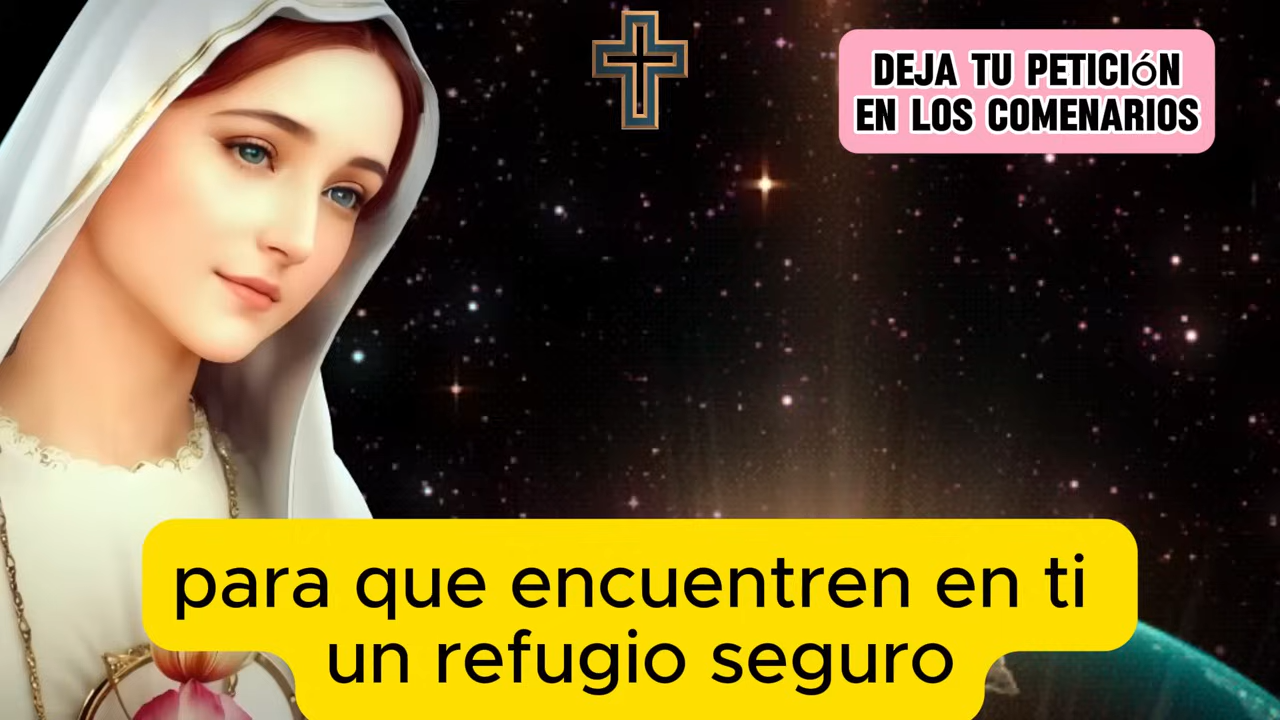 DEJA TU PETICIóN
EN LOS COMENARIOS
para que encuentren en ti
un refugio seguro